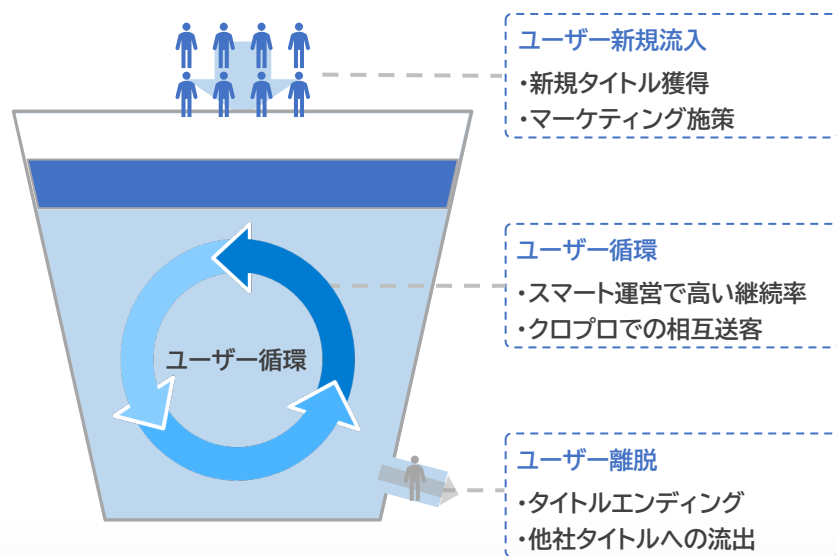 ユーザー新規流入
・新規タイトル獲得
・マーケティング施策
ユーザー循環
・スマート運営で高い継続率
・クロプロでの相互送客
ユーザー循環
ユーザー離脱
・タイトルエンディング
・他社タイトルへの流出